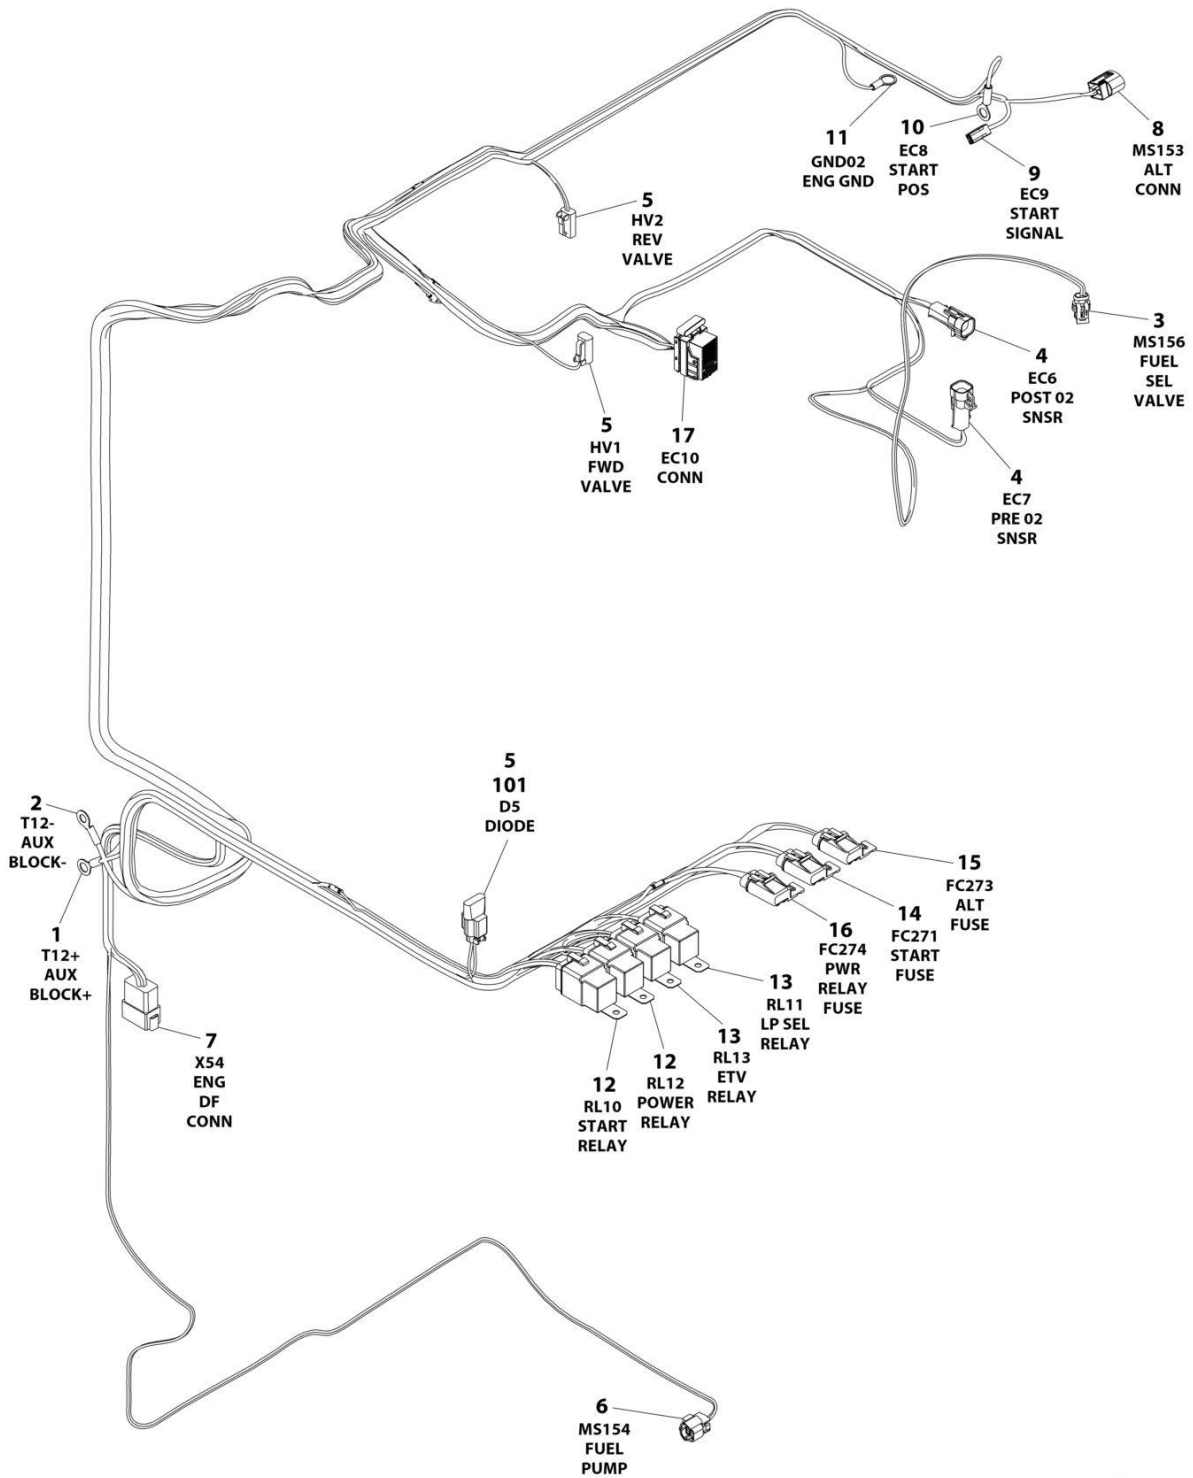 11
GND02
ENG GND
10
EC8
START
POS
9
EC9
START
SIGNAL
8
MS153
ALT
CONN
5
HV2
REV
VALVE
3
MS156
FUEL
SEL
VALVE
4
EC6
POST 02
SNSR
5
HV1
FWD
VALVE
17
EC10
CONN
4
EC7
PRE 02
SNSR
5
101
D5
DIODE
2
T12-
AUX
BLOCK-
1
T12+
AUX
BLOCK+
15
FC273
ALT
FUSE
14
FC271
START
FUSE
16
FC274
PWR
RELAY
FUSE
13
RL11
LP SEL
RELAY
13
RL13
ETV
RELAY
12
RL12
POWER
RELAY
12
RL10
START
RELAY
7
X54
ENG
DF
CONN
6
MS154
FUEL
PUMP